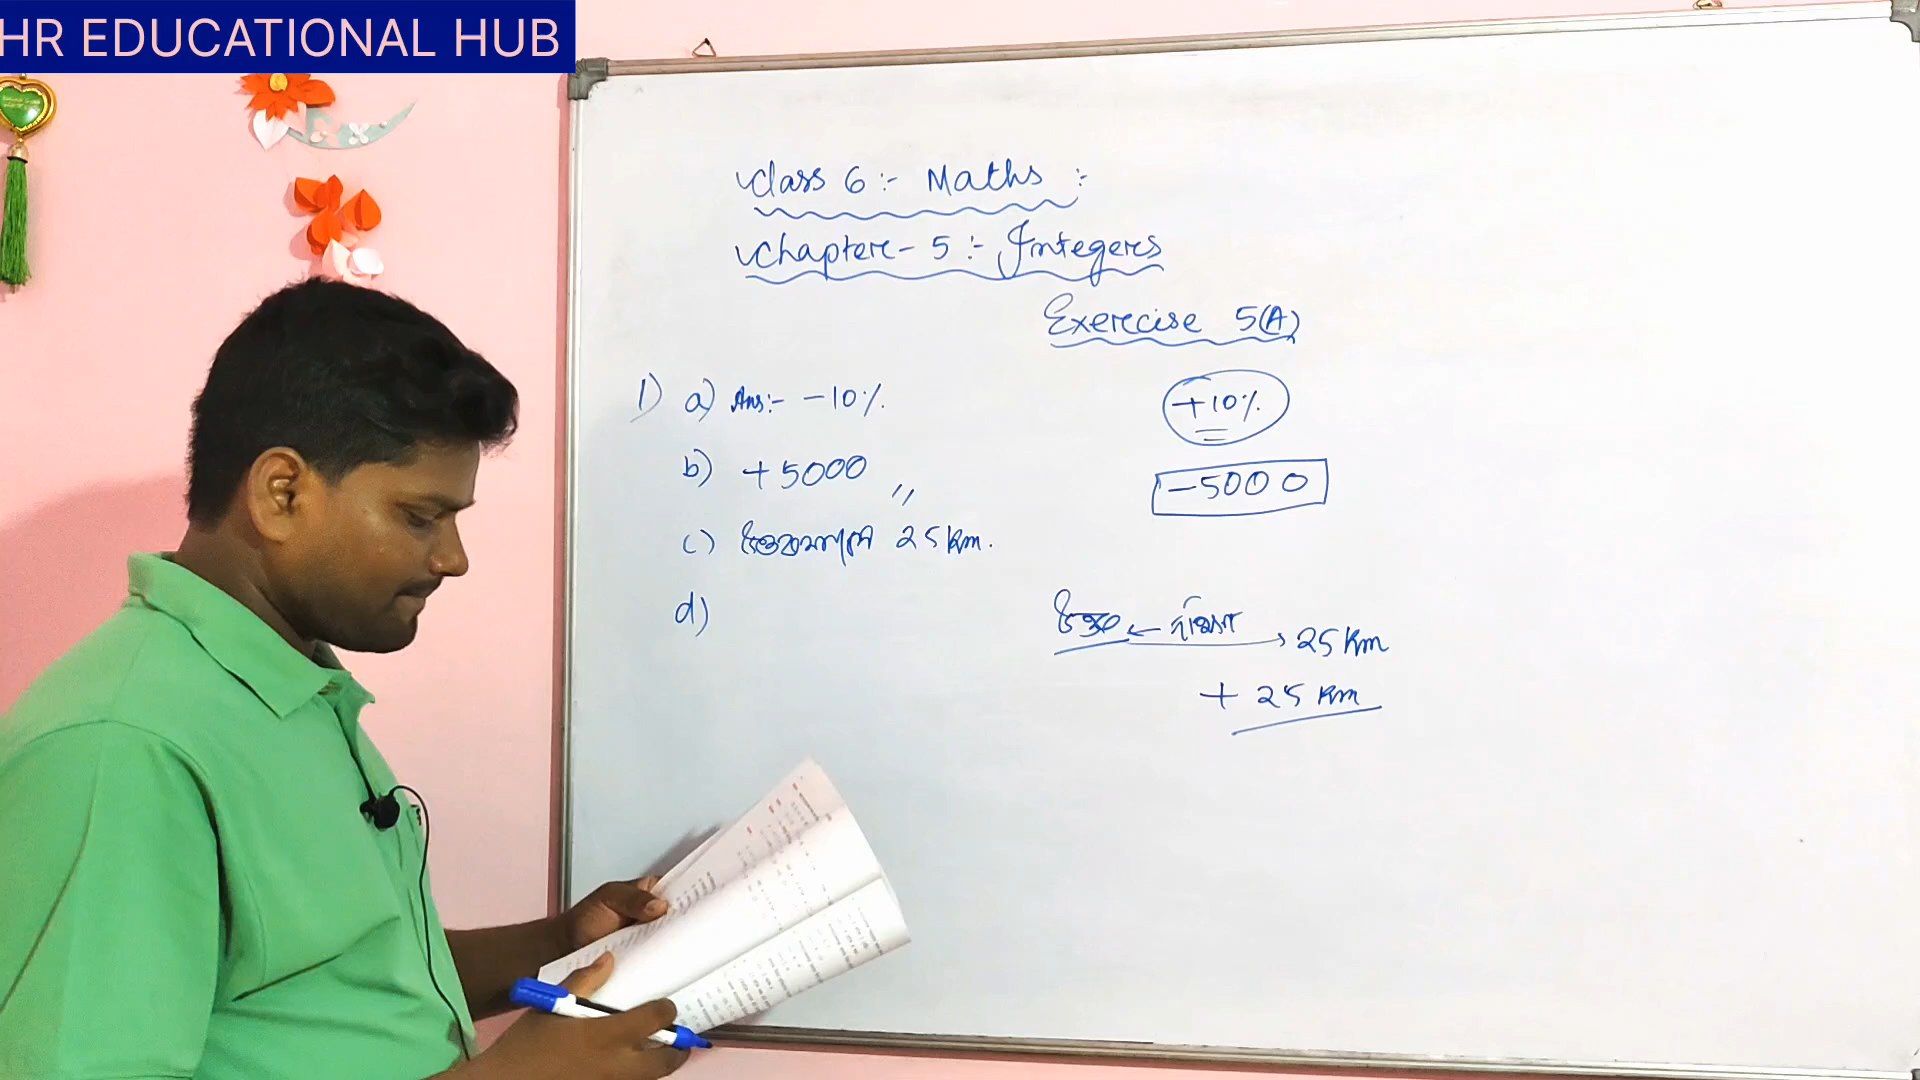 HR EDUCATIONAL HUB
Class 6 :- Maths :-
Chapter - 5 :- Integers
Exercise 5(A)
1) a) Ans:- -10%.
+10%
b) +5000 "
-5000
c) 25 km.
d)
25 km
+ 25 km